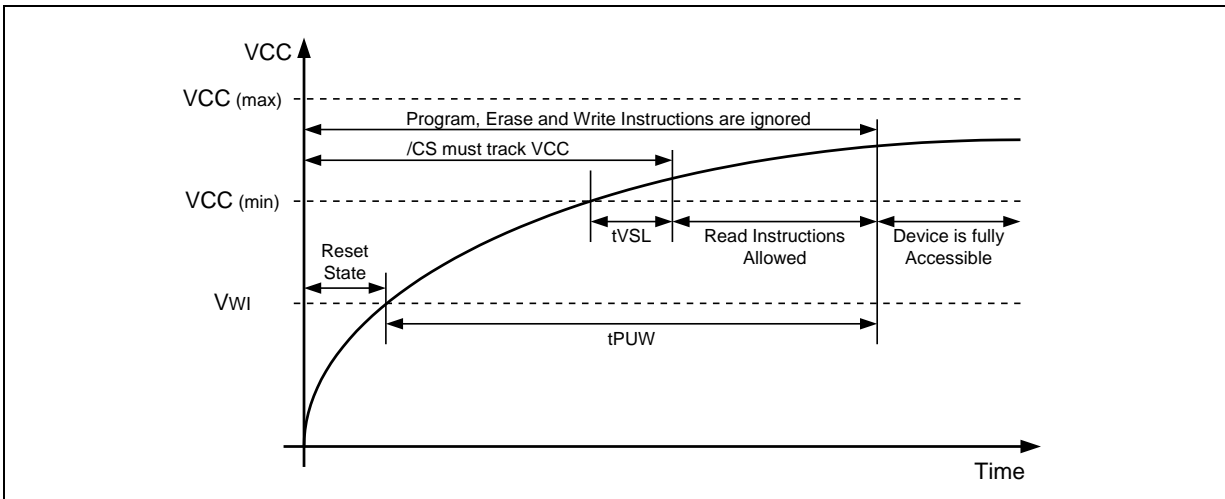 VCC
VCC (max)
Program, Erase and Write Instructions are ignored
/CS must track VCC
VCC (min)
tVSL
Read Instructions
Allowed
Device is fully
Accessible
Reset
State
VWI
tPUW
Time